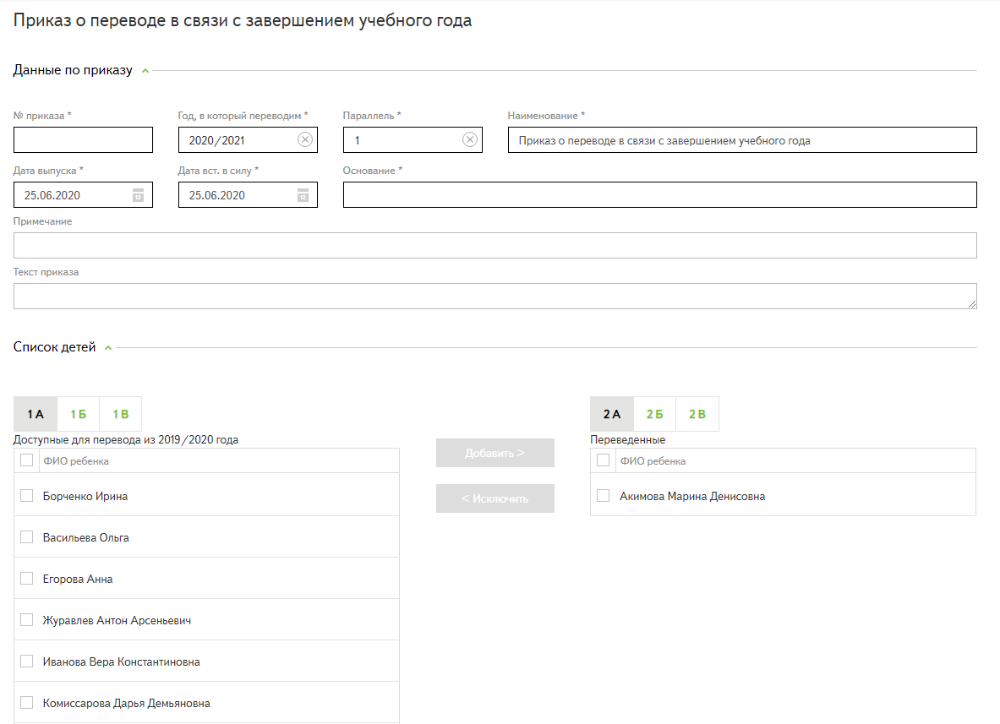 Приказ о переводе в связи с завершением учебного года
Данные по приказу
№ приказа * Год, в который переводим * Параллель * Наименование *
2020/2021 1 Приказ о переводе в связи с завершением учебного года
Дата выпуска * Дата вст. в силу * Основание *
25.06.2020 12 25.06.2020 12
Примечание
Текст приказа
Список детей
1 А 1 Б 1 В 2 А 2 Б 2 В
Доступные для перевода из 2019/2020 года Переведенные
Добавить >
ФИО ребенка ФИО ребенка
Борченко Ирина < Исключить Акимова Марина Денисовна
Васильева Ольга
Егорова Анна
Журавлев Антон Арсеньевич
Иванова Вера Константиновна
Комиссарова Дарья Демьяновна